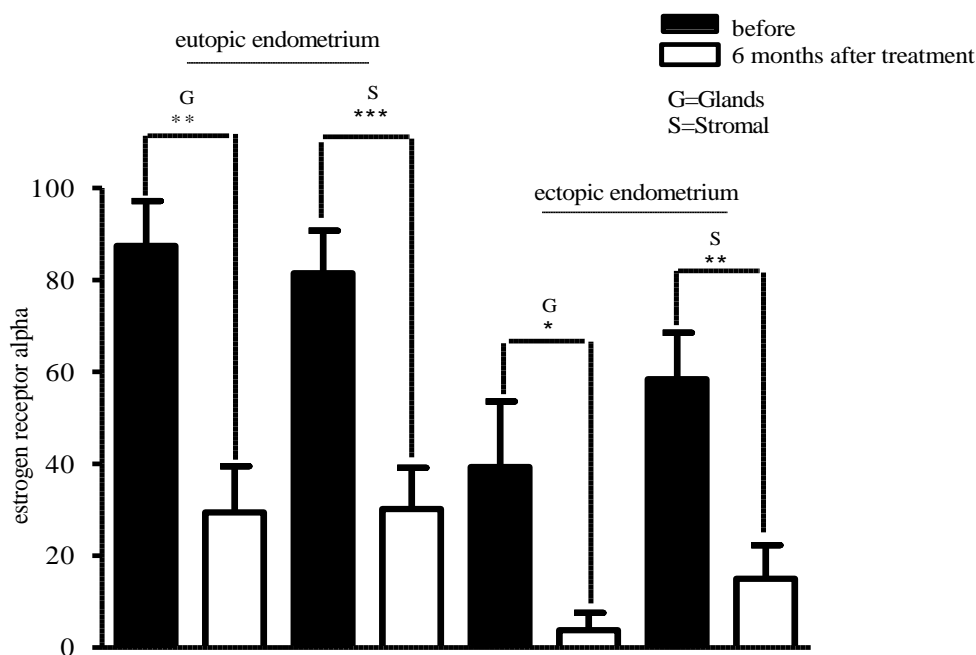 before
6 months after treatment
G=Glands
S=Stromal
eutopic endometrium
G
**
S
***
ectopic endometrium
G
*
S
**
estrogen receptor alpha
100
80
60
40
20
0